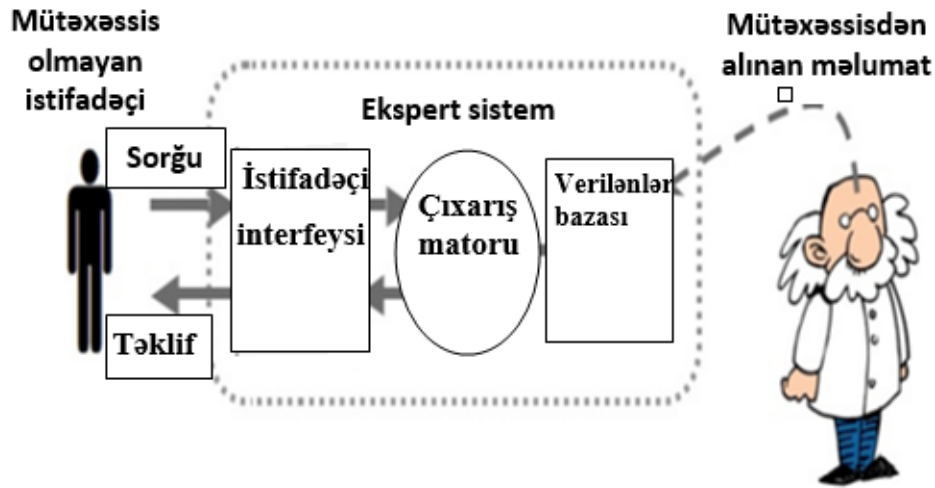 Mütəxəssis
olmayan
istifadəçi
Mütəxəssisdən
alınan məlumat
Ekspert sistem
Sorğu
İstifadəçi
interfeysi
Çıxarış
matoru
Verilənlər
bazası
Təklif